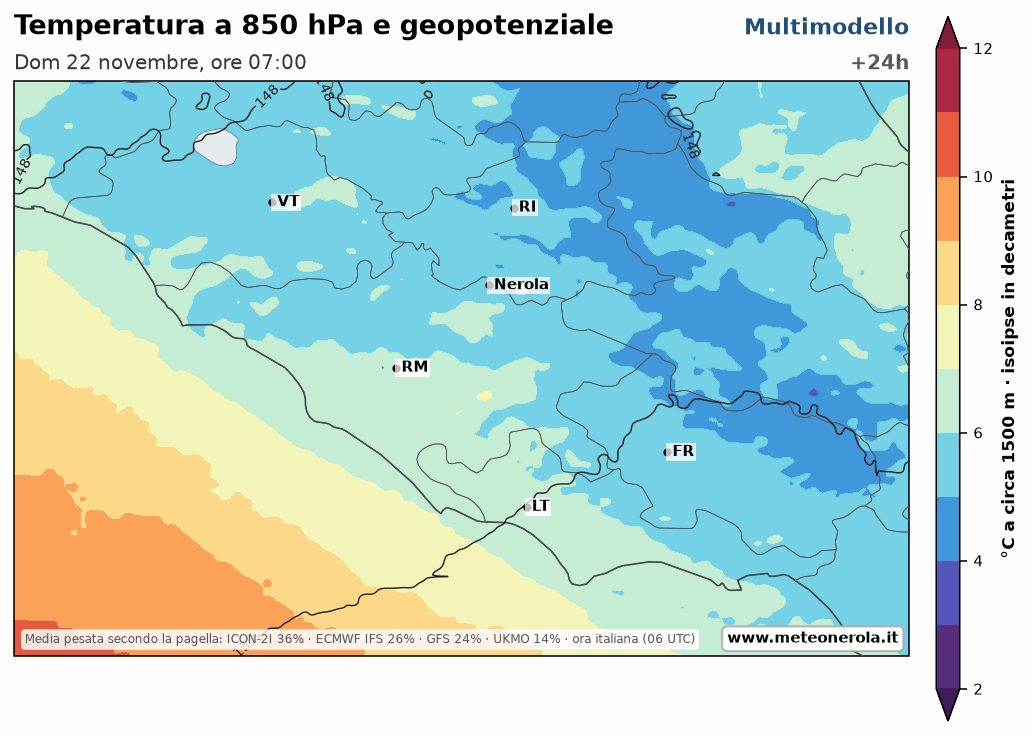 Temperatura a 850 hPa e geopotenziale
Multimodello
Dom 22 novembre, ore 07:00
+24h
148
148
0
148
148
VT
RI
Nerola
RM
FR
LT
Media pesata secondo la pagella: ICON-2I 36% · ECMWF IFS 26% · GFS 24% · UKMO 14% · ora italiana (06 UTC)
www.meteonerola.it
12
10
8
6
4
2
°C a circa 1500 m · isoipse in decametri